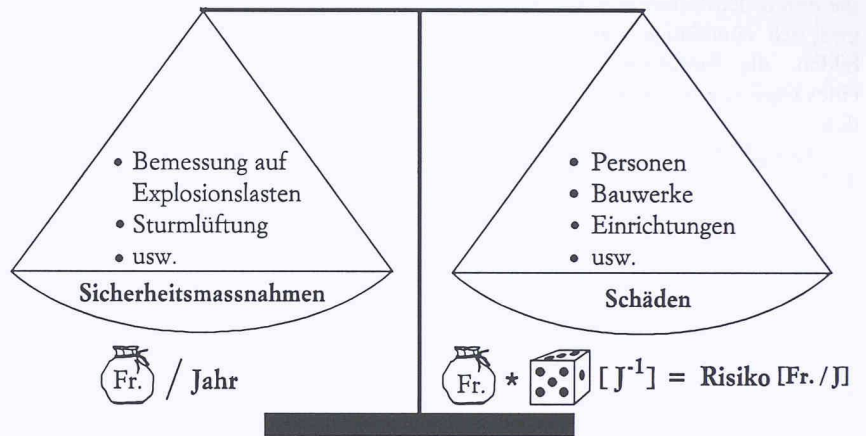 • Bemessung auf
Explosionslasten
• Sturmlüftung
• usw.
Sicherheitsmassnahmen
Fr. / Jahr
• Personen
• Bauwerke
• Einrichtungen
• usw.
Schäden
Fr. * [J⁻¹] = Risiko [Fr./J]